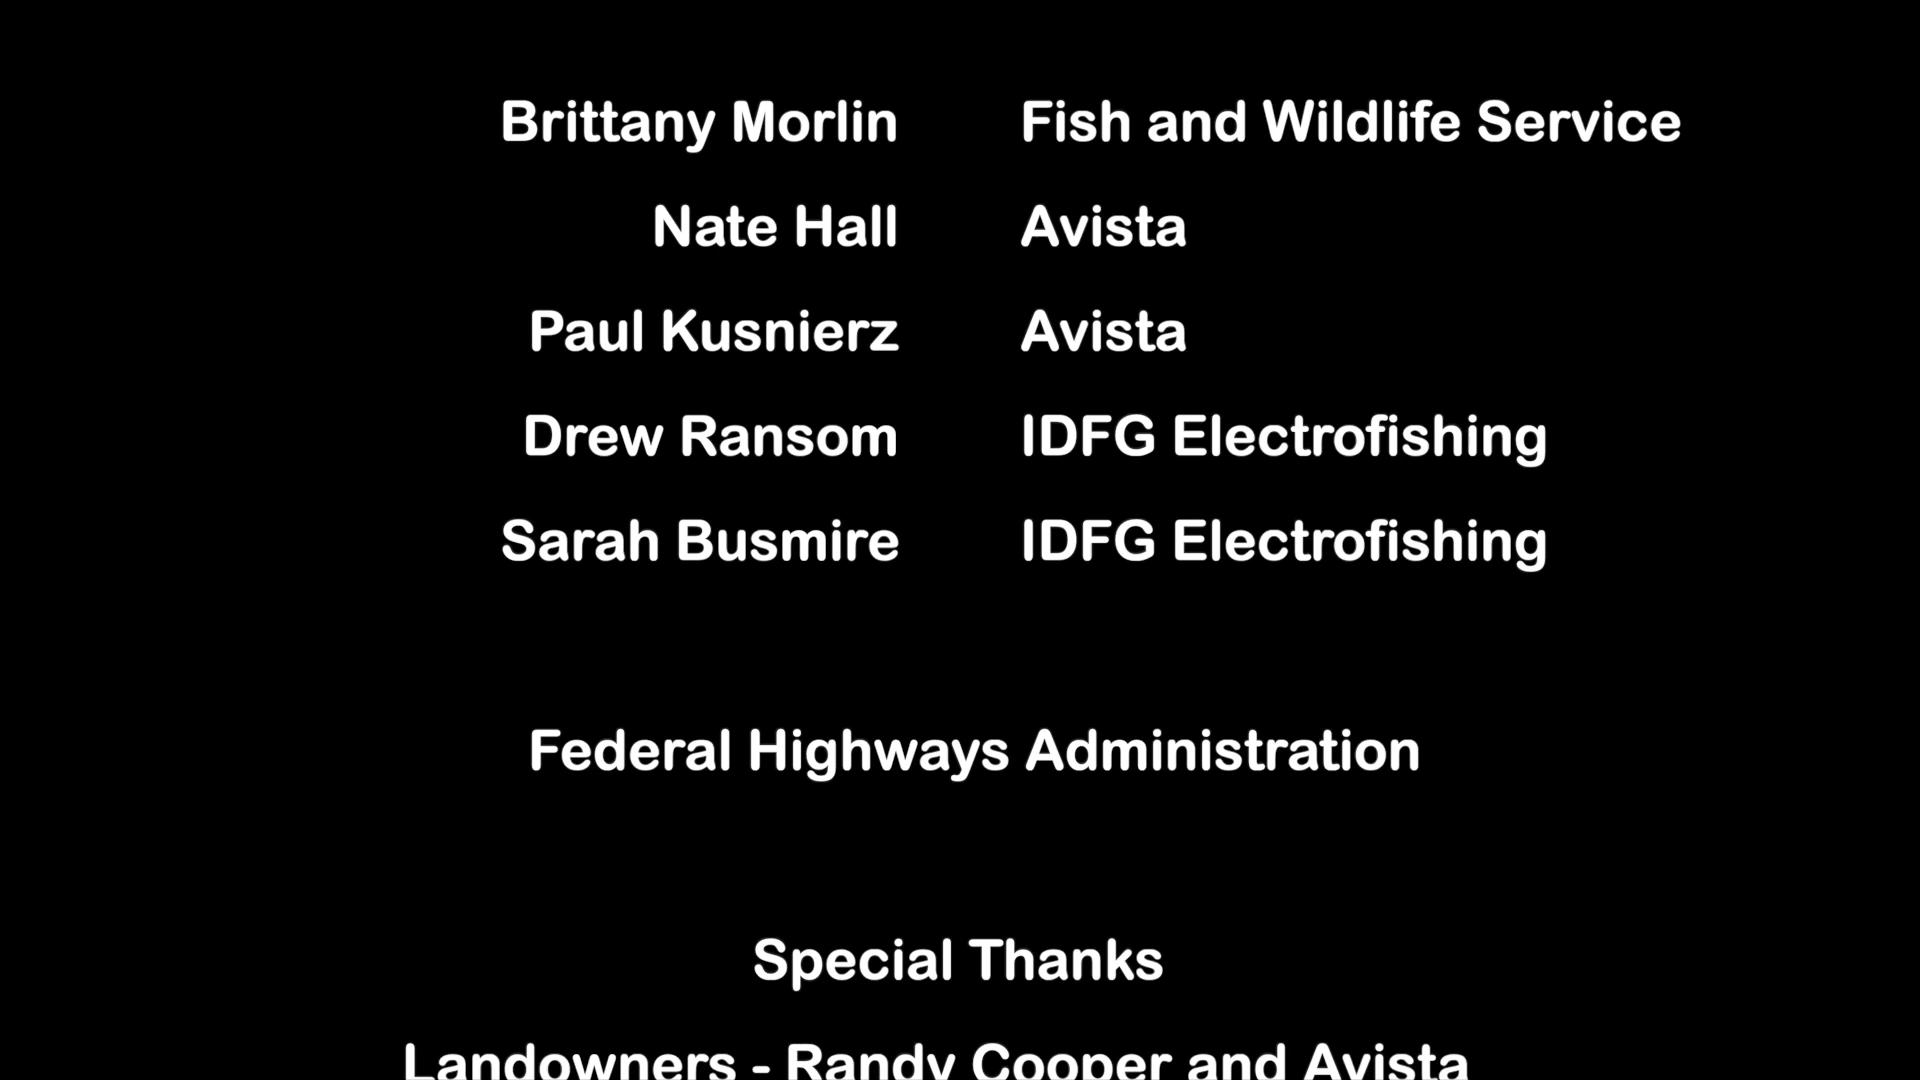 Brittany Morlin Fish and Wildlife Service
Nate Hall Avista
Paul Kusnierz Avista
Drew Ransom IDFG Electrofishing
Sarah Busmire IDFG Electrofishing
Federal Highways Administration
Special Thanks
Landowners - Randy Cooper and Avista